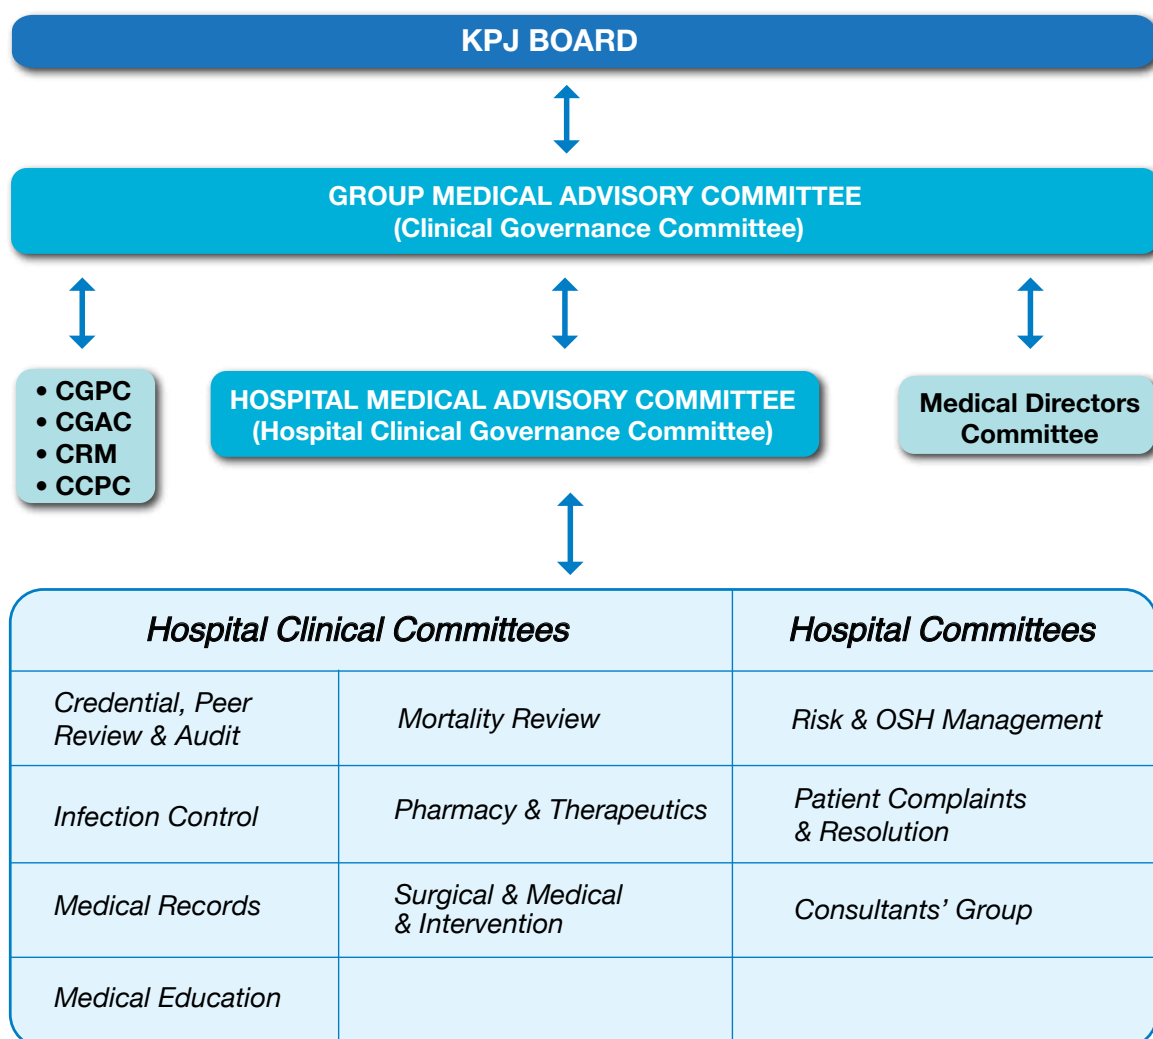 KPJ BOARD
GROUP MEDICAL ADVISORY COMMITTEE
(Clinical Governance Committee)
• CGPC
• CGAC
• CRM
• CCPC
HOSPITAL MEDICAL ADVISORY COMMITTEE
(Hospital Clinical Governance Committee)
Medical Directors
Committee
Hospital Clinical Committees
Hospital Committees
Credential, Peer
Review & Audit
Mortality Review
Risk & OSH Management
Infection Control
Pharmacy & Therapeutics
Patient Complaints
& Resolution
Medical Records
Surgical & Medical
& Intervention
Consultants’ Group
Medical Education